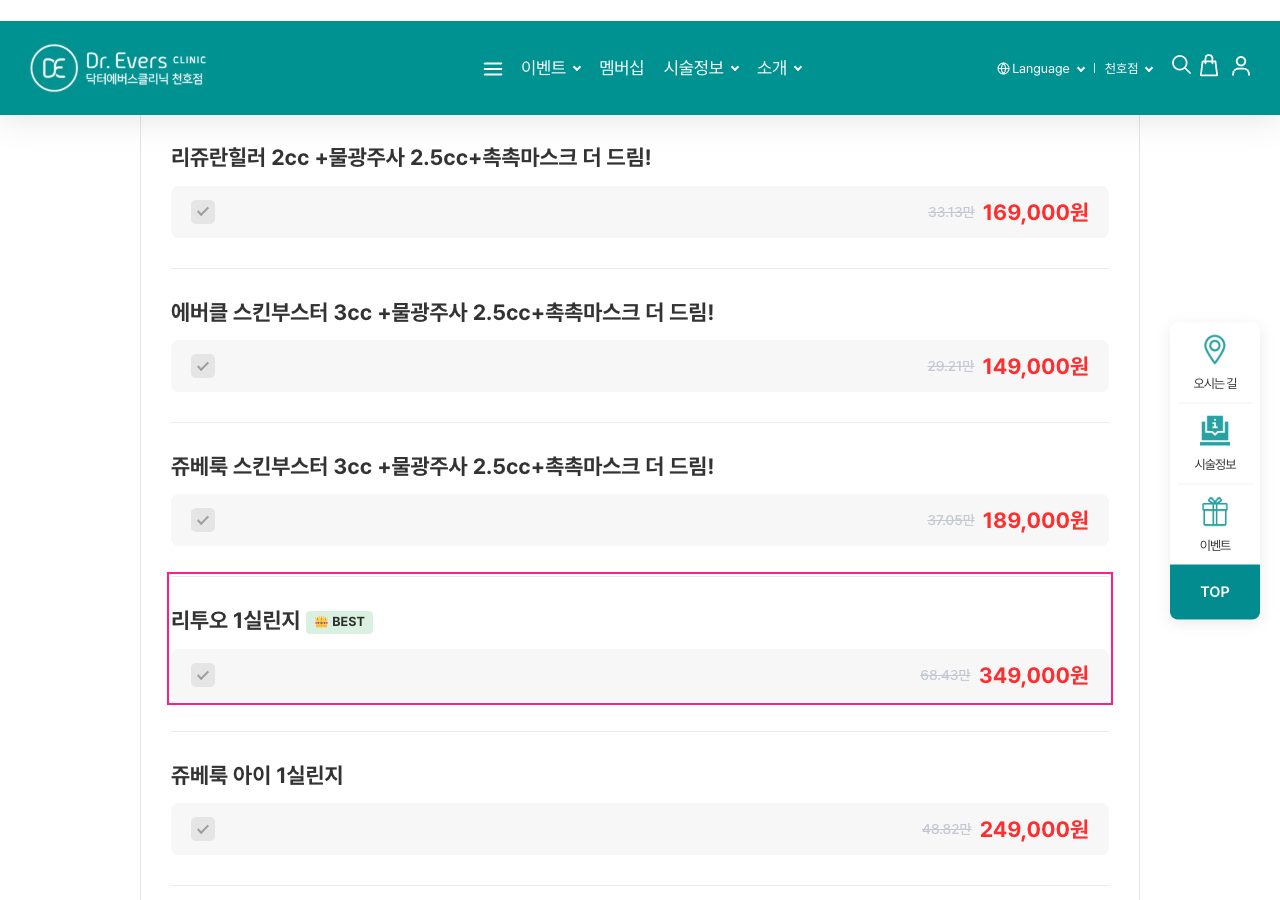 Dr. Evers CLINIC
닥터에버스클리닉 천호점
이벤트 멤버십 시술정보 소개
Language 천호점
리쥬란힐러 2cc +물광주사 2.5cc+촉촉마스크 더 드림!
33.13만 169,000원
에버클 스킨부스터 3cc +물광주사 2.5cc+촉촉마스크 더 드림!
29.21만 149,000원
쥬베룩 스킨부스터 3cc +물광주사 2.5cc+촉촉마스크 더 드림!
37.05만 189,000원
리투오 1실린지 BEST
68.43만 349,000원
쥬베룩 아이 1실린지
48.82만 249,000원
오시는 길
시술정보
이벤트
TOP